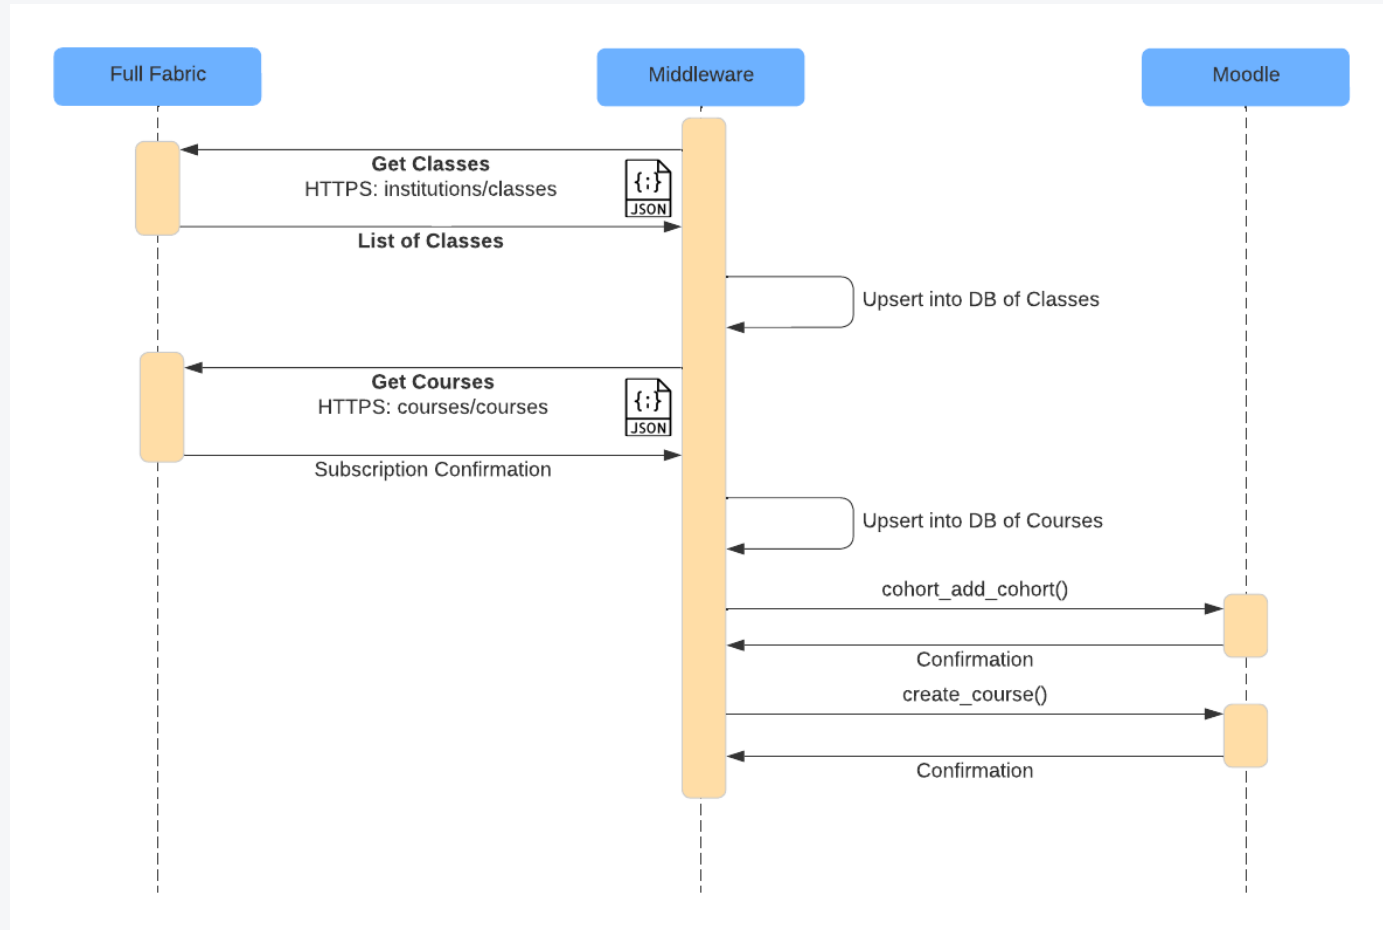 Full Fabric
Middleware
Moodle
Get Classes
HTTPS: institutions/classes
{;}
JSON
List of Classes
Upsert into DB of Classes
Get Courses
HTTPS: courses/courses
{;}
JSON
Subscription Confirmation
Upsert into DB of Courses
cohort_add_cohort()
Confirmation
create_course()
Confirmation